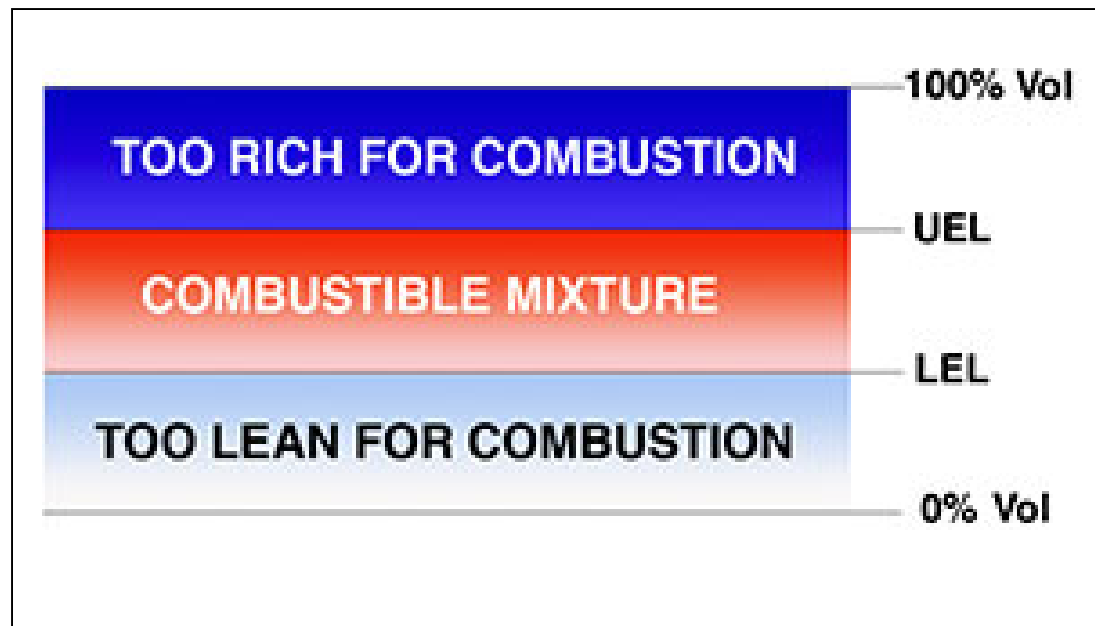 100% Vol
TOO RICH FOR COMBUSTION
UEL
COMBUSTIBLE MIXTURE
LEL
TOO LEAN FOR COMBUSTION
0% Vol